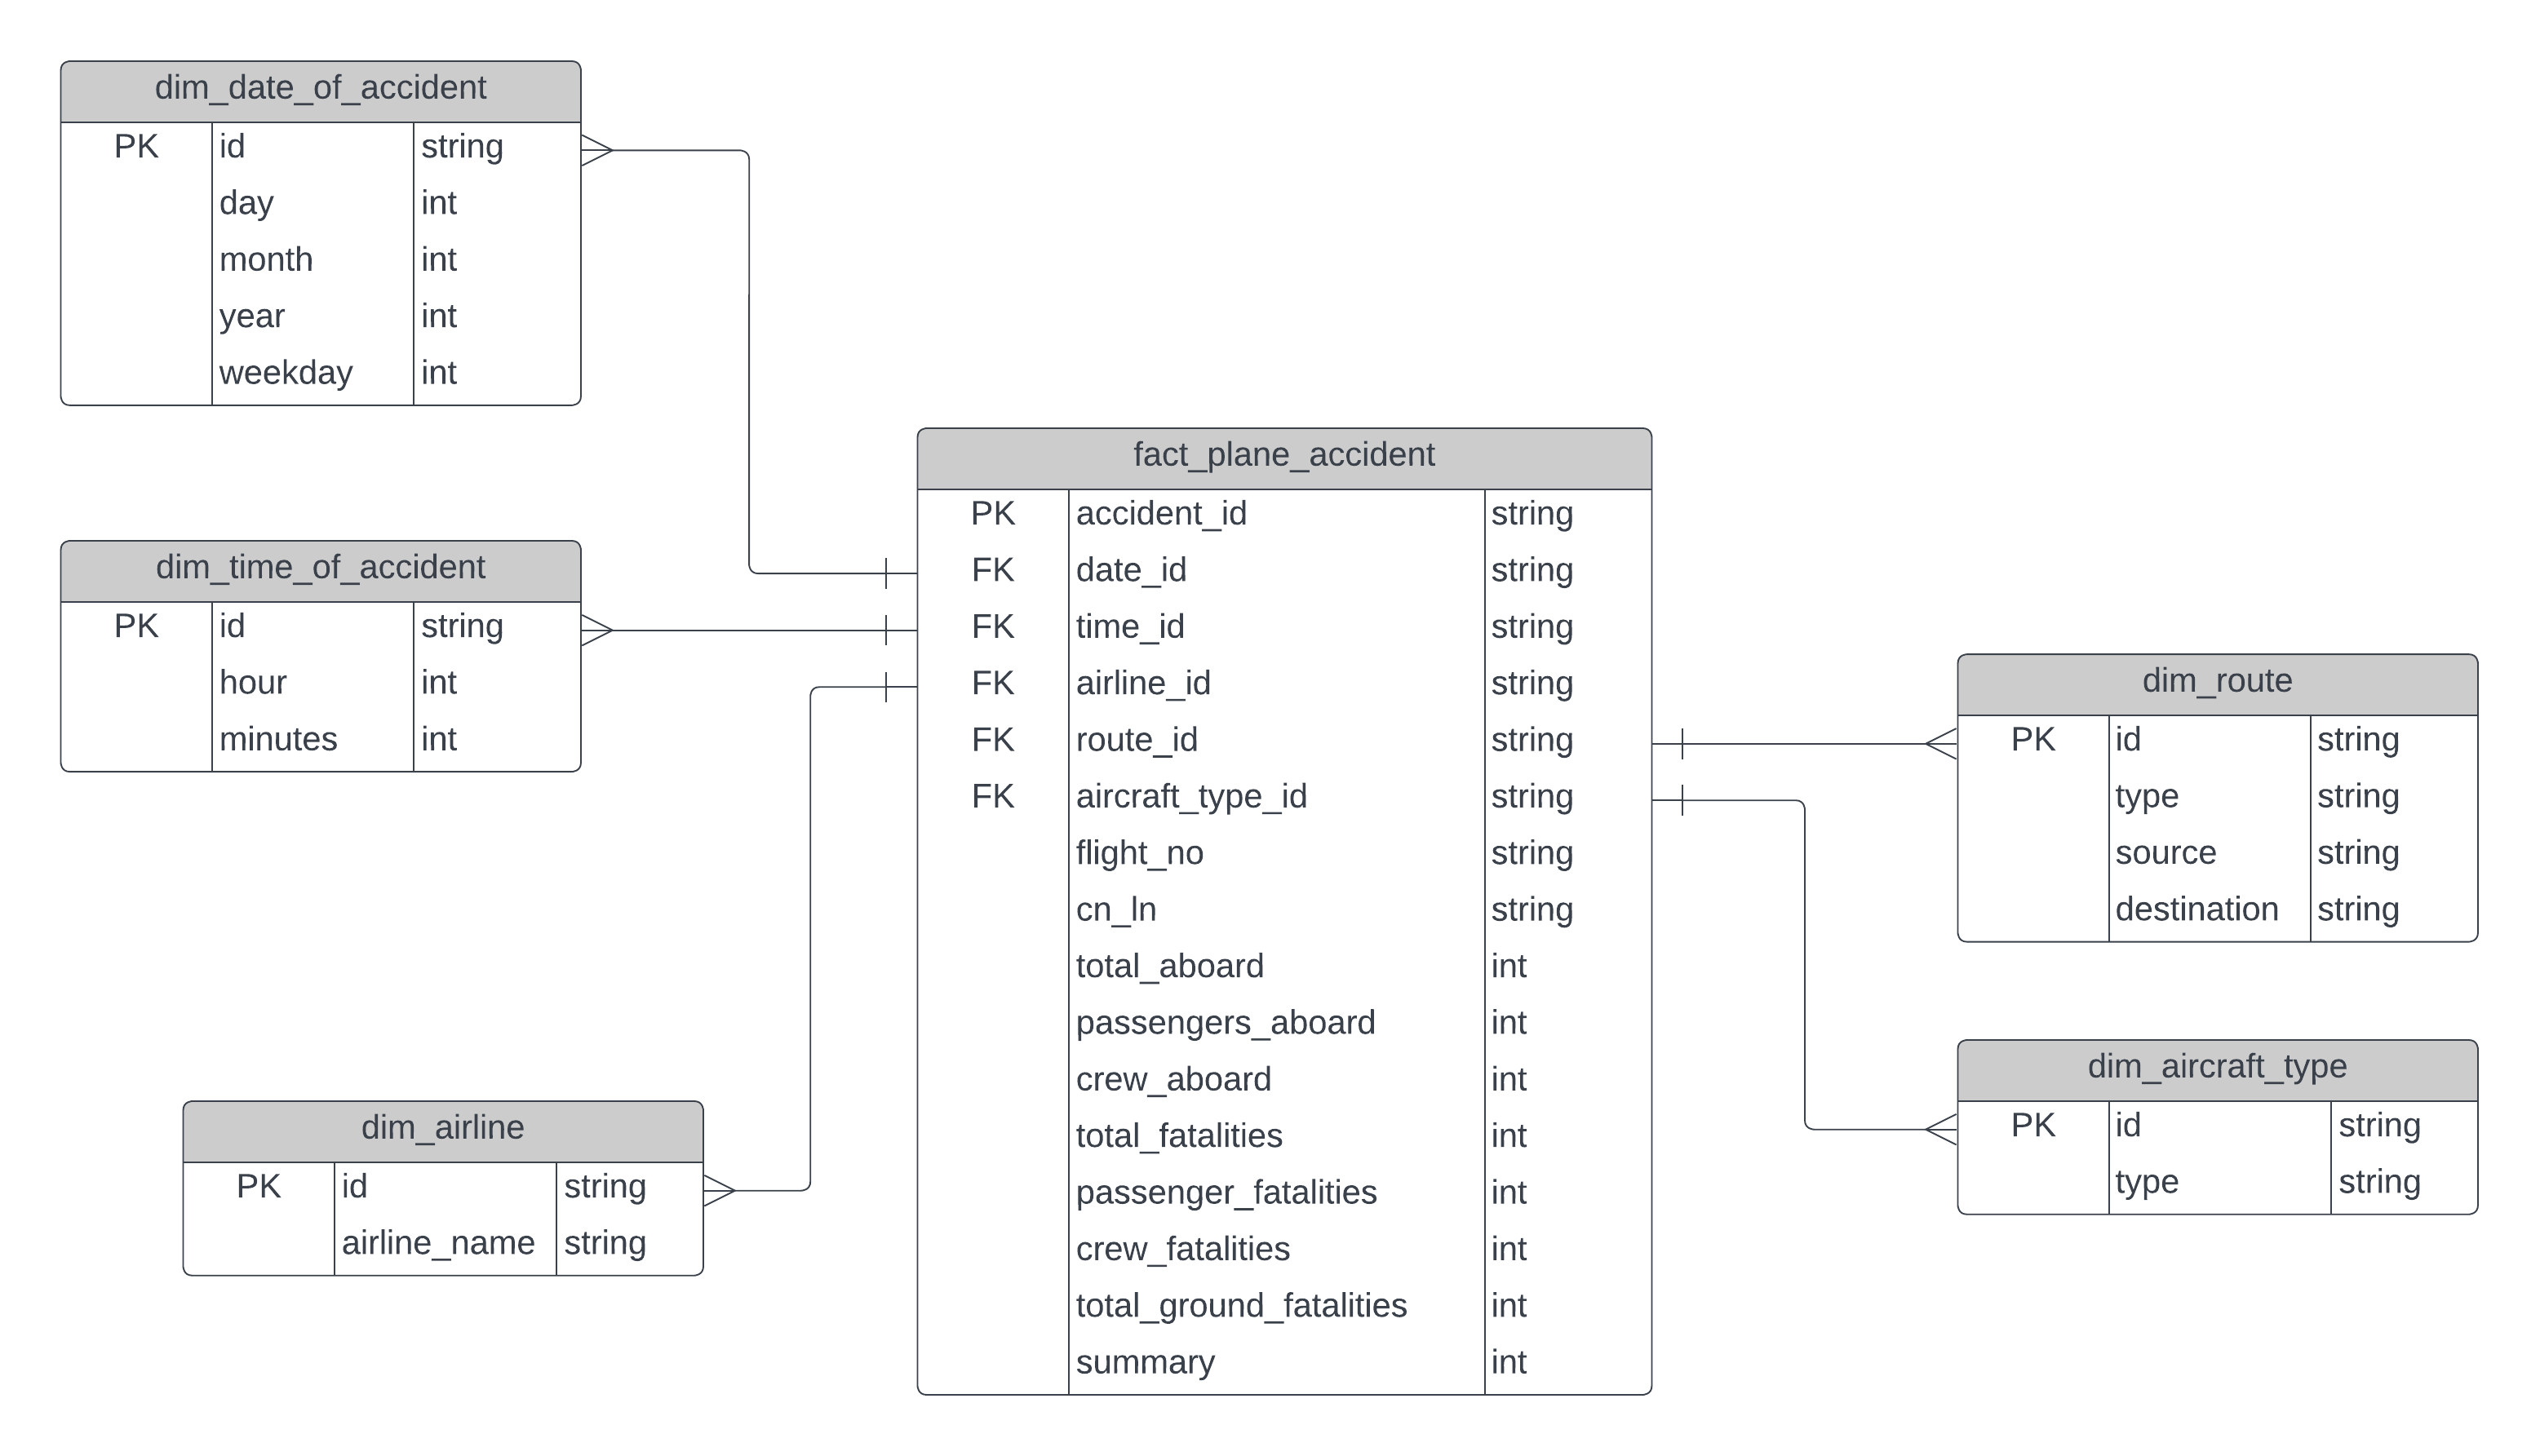 dim_date_of_accident
PK id string
day int
month int
year int
weekday int
dim_time_of_accident
PK id string
hour int
minutes int
dim_airline
PK id string
airline_name string
fact_plane_accident
PK accident_id string
FK date_id string
FK time_id string
FK airline_id string
FK route_id string
FK aircraft_type_id string
flight_no string
cn_ln string
total_aboard int
passengers_aboard int
crew_aboard int
total_fatalities int
passenger_fatalities int
crew_fatalities int
total_ground_fatalities int
summary int
dim_route
PK id string
type string
source string
destination string
dim_aircraft_type
PK id string
type string